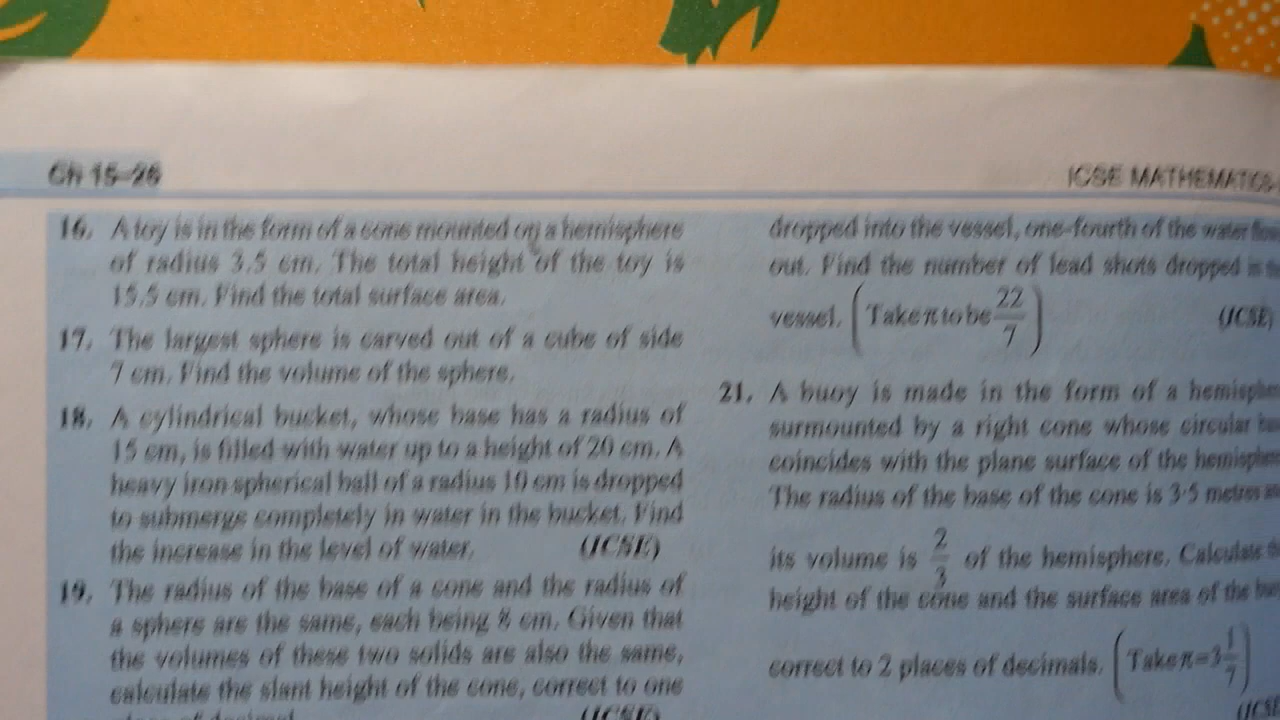 Ch 15–26
ICSE MATHEMATICS-
16. A toy is in the form of a cone mounted on a hemisphere
of radius 3.5 cm. The total height of the toy is
15.5 cm. Find the total surface area.
17. The largest sphere is carved out of a cube of side
7 cm. Find the volume of the sphere.
18. A cylindrical bucket, whose base has a radius of
15 cm, is filled with water up to a height of 20 cm. A
heavy iron spherical ball of a radius 10 cm is dropped
to submerge completely in water in the bucket. Find
the increase in the level of water. (ICSE)
19. The radius of the base of a cone and the radius of
a sphere are the same, each being 8 cm. Given that
the volumes of these two solids are also the same,
calculate the slant height of the cone, correct to one
place of decimal. (ICSE)
dropped into the vessel, one-fourth of the water
out. Find the number of lead shots dropped in
vessel. (Take π to be 22/7) (ICSE)
21. A buoy is made in the form of a
surmounted by a right cone whose circular
coincides with the plane surface of the
The radius of the base of the cone is 3·5 metres
its volume is 2/3 of the hemisphere. Calculate
height of the cone and the surface area of the
correct to 2 places of decimals. (Take π = 3 1/7)